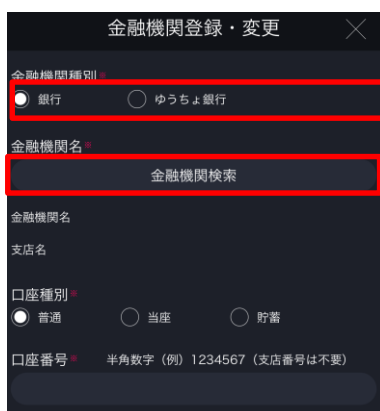 金融機関登録・変更
金融機関種別※
銀行 ゆうちょ銀行
金融機関名※
金融機関検索
金融機関名
支店名
口座種別※
普通 当座 貯蓄
口座番号※ 半角数字（例）1234567（支店番号は不要）